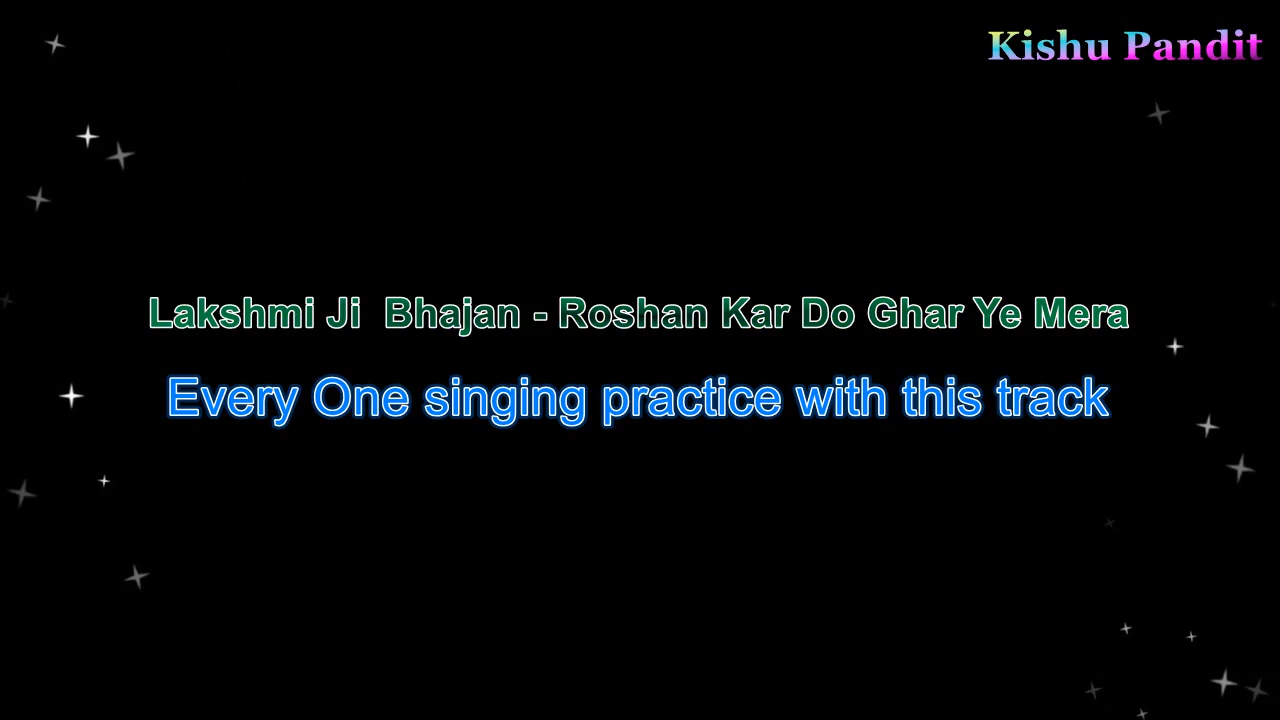 Kishu Pandit
Lakshmi Ji  Bhajan - Roshan Kar Do Ghar Ye Mera
Every One singing practice with this track